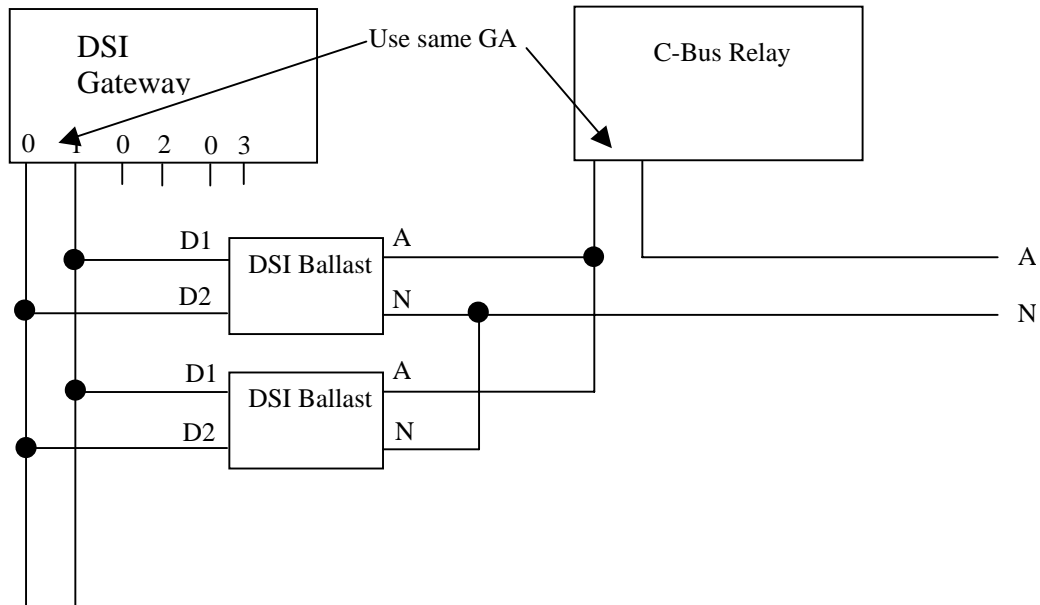 DSI
Gateway
Use same GA
C-Bus Relay
0 1 0 2 0 3
D1
DSI Ballast
A
A
D2
N
N
D1
DSI Ballast
A
D2
N